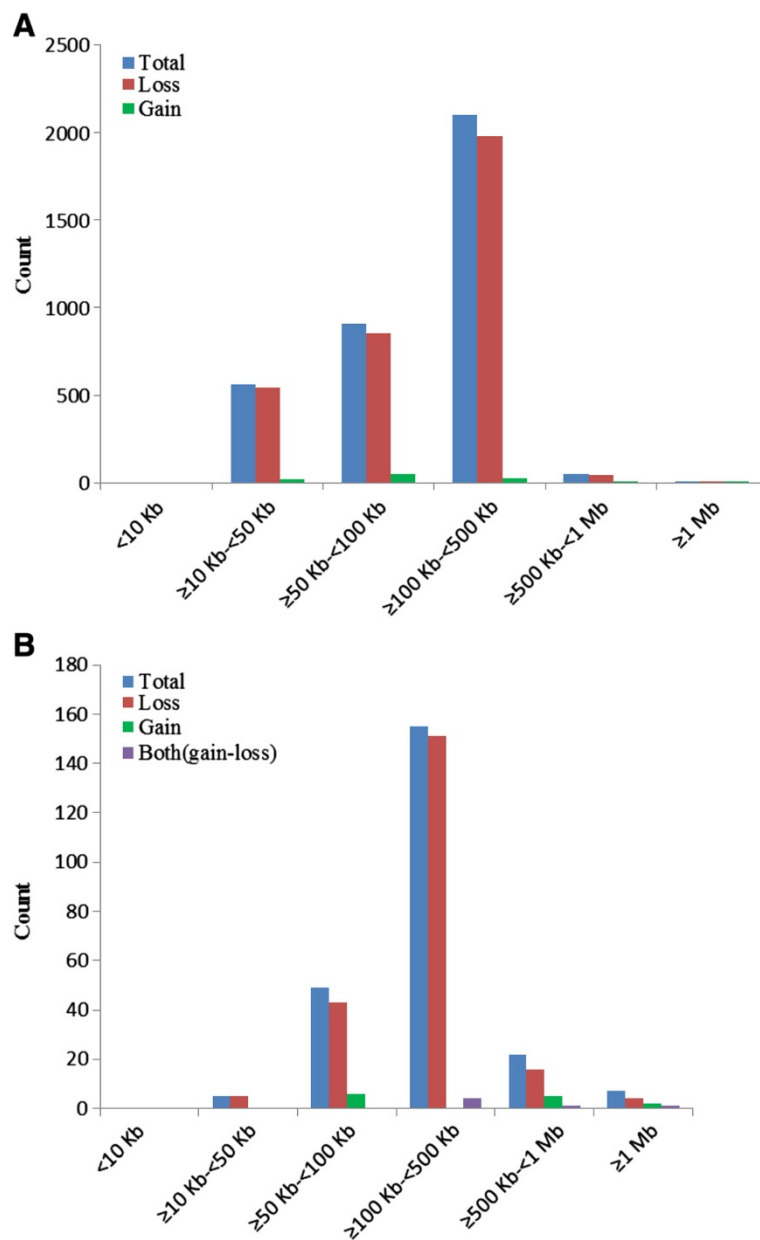 A
2500
2000
1500
1000
500
0
Count
Total
Loss
Gain
<10 Kb
≥10 Kb-<50 Kb
≥50 Kb-<100 Kb
≥100 Kb-<500 Kb
≥500 Kb-<1 Mb
≥1 Mb
B
180
160
140
120
100
80
60
40
20
0
Count
Total
Loss
Gain
Both(gain-loss)
<10 Kb
≥10 Kb-<50 Kb
≥50 Kb-<100 Kb
≥100 Kb-<500 Kb
≥500 Kb-<1 Mb
≥1 Mb